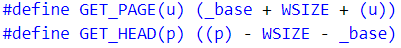 #define GET_PAGE(u) (_base + WSIZE + (u))
#define GET_HEAD(p) ((p) - WSIZE - _base)